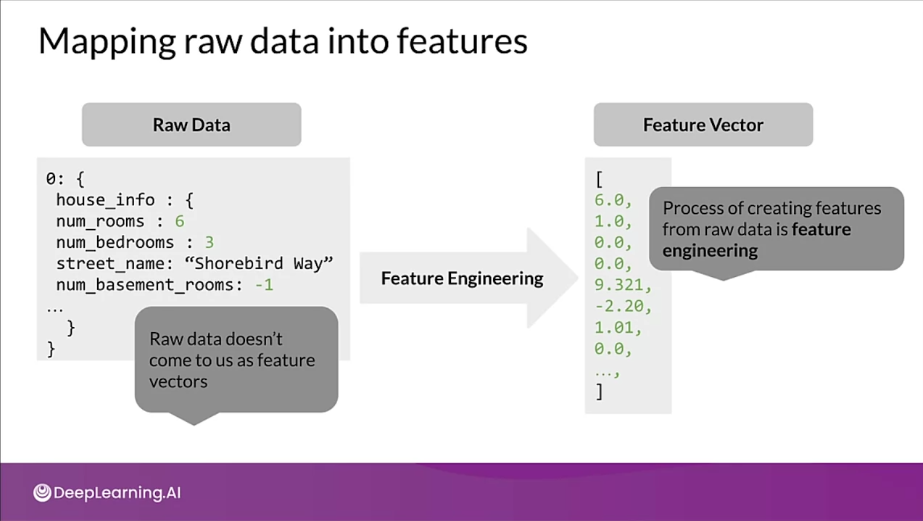 Mapping raw data into features
Raw Data
0: {
house_info : {
num_rooms : 6
num_bedrooms : 3
street_name: “Shorebird Way”
num_basement_rooms: -1
...
}
}
Raw data doesn’t
come to us as feature
vectors
Feature Engineering
Feature Vector
[
6.0,
1.0,
0.0,
0.0,
9.321,
-2.20,
1.01,
0.0,
...,
]
Process of creating features
from raw data is feature
engineering
DeepLearning.AI